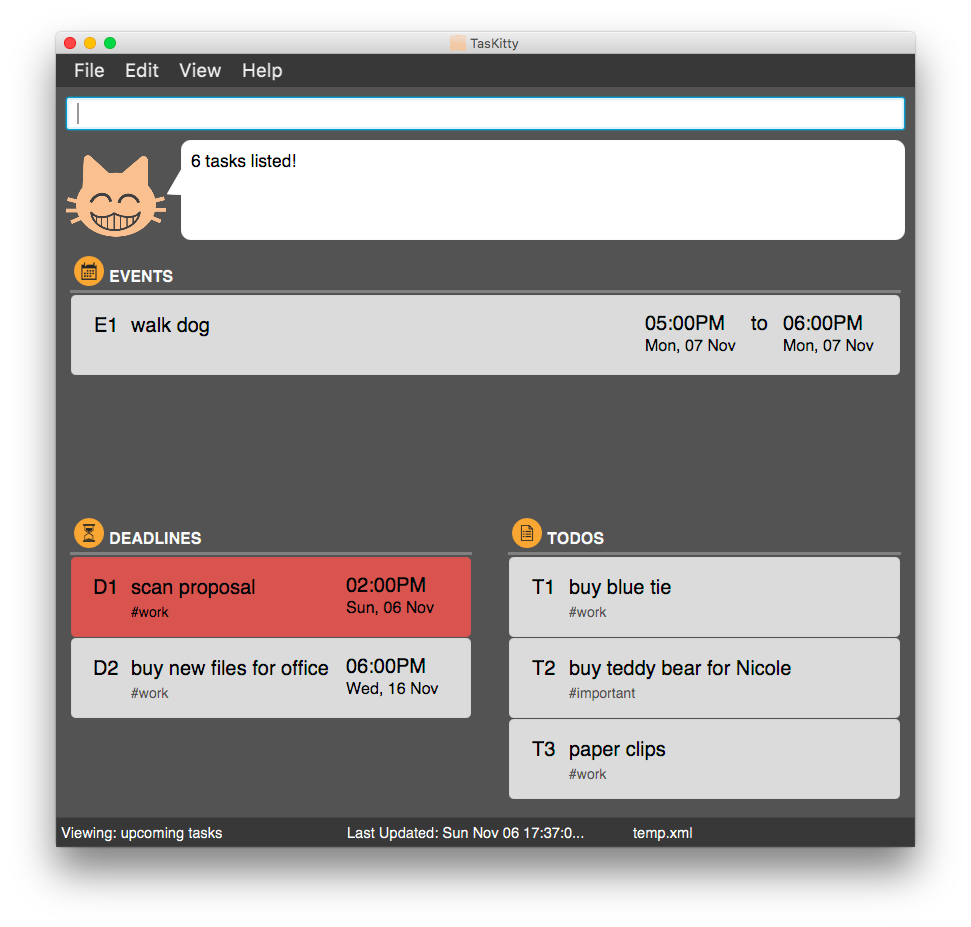 TasKitty
File Edit View Help
6 tasks listed!
EVENTS
E1 walk dog 05:00PM to 06:00PM
Mon, 07 Nov Mon, 07 Nov
DEADLINES
D1 scan proposal 02:00PM
#work Sun, 06 Nov
D2 buy new files for office 06:00PM
#work Wed, 16 Nov
TODOS
T1 buy blue tie
#work
T2 buy teddy bear for Nicole
#important
T3 paper clips
#work
Viewing: upcoming tasks Last Updated: Sun Nov 06 17:37:0... temp.xml